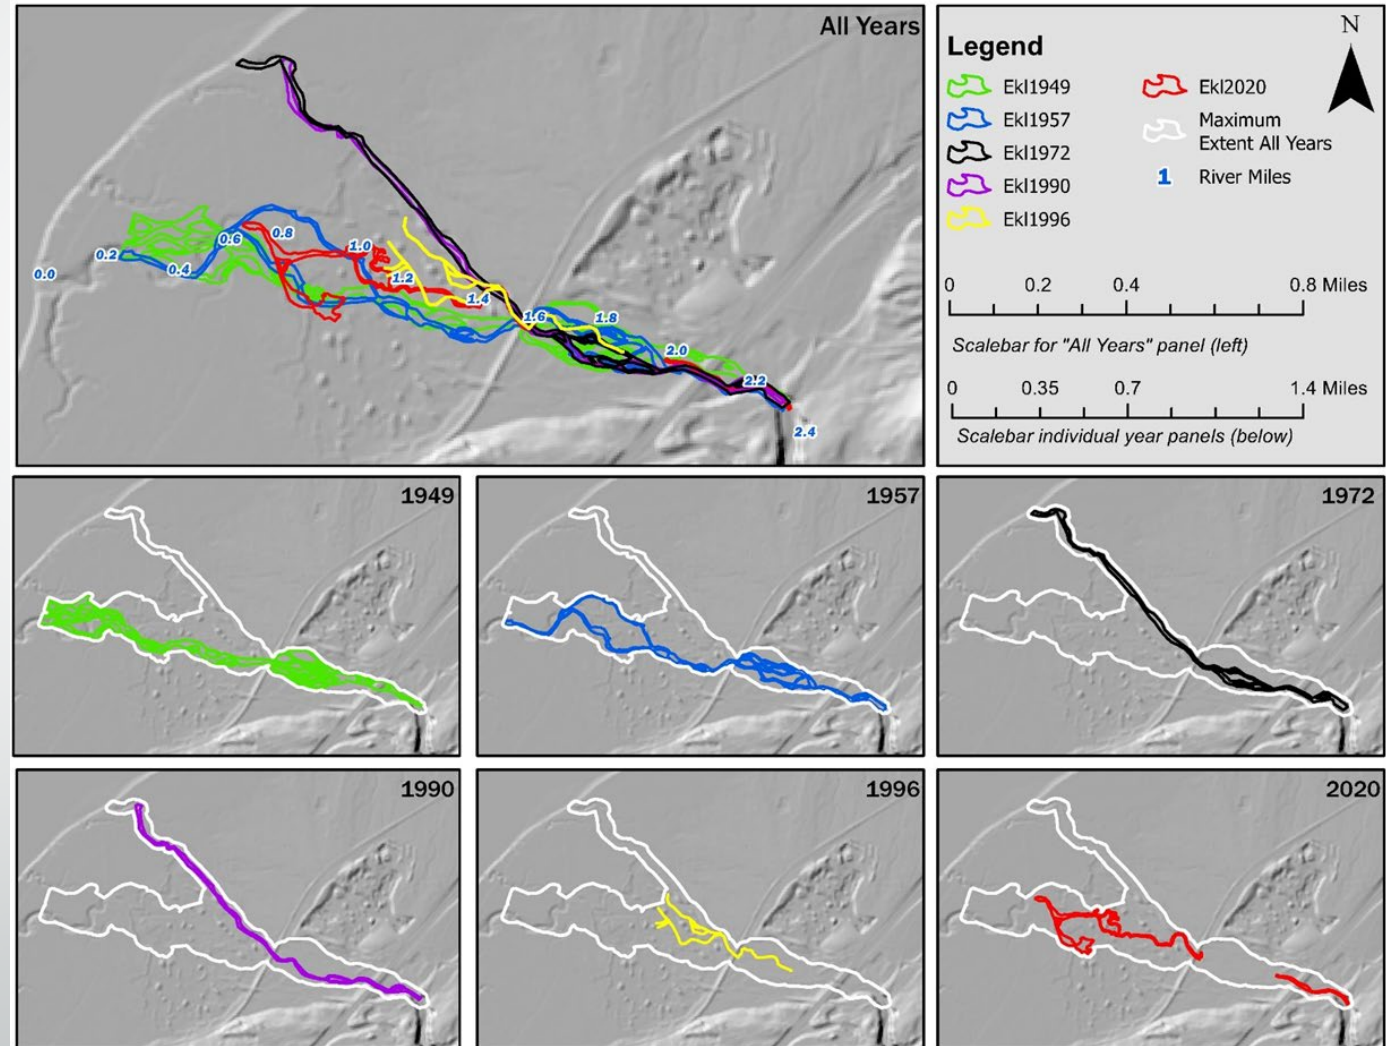 All Years
0.0
0.2
0.4
0.6
0.8
1.0
1.2
1.4
1.6
1.8
2.0
2.2
2.4
N
Legend
Ekl1949
Ekl1957
Ekl1972
Ekl1990
Ekl1996
Ekl2020
Maximum
Extent All Years
1 River Miles
0 0.2 0.4 0.8 Miles
Scalebar for "All Years" panel (left)
0 0.35 0.7 1.4 Miles
Scalebar individual year panels (below)
1949
1957
1972
1990
1996
2020